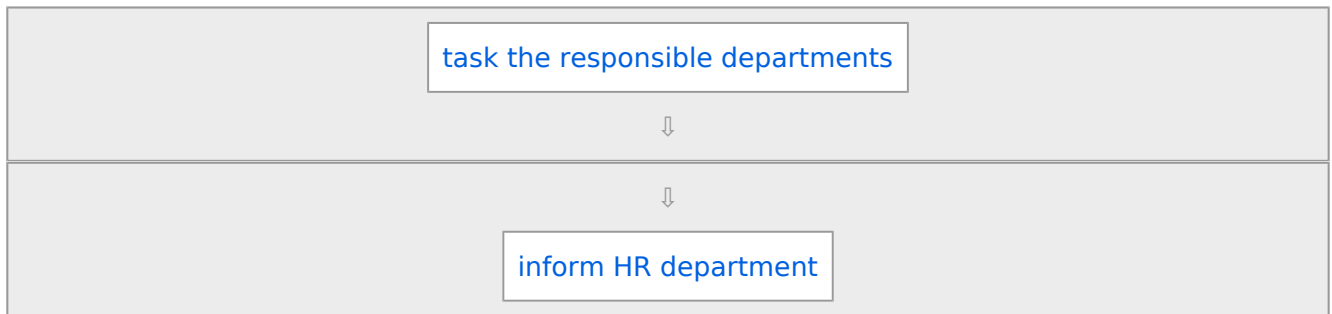 task the responsible departments
⇩
⇩
inform HR department